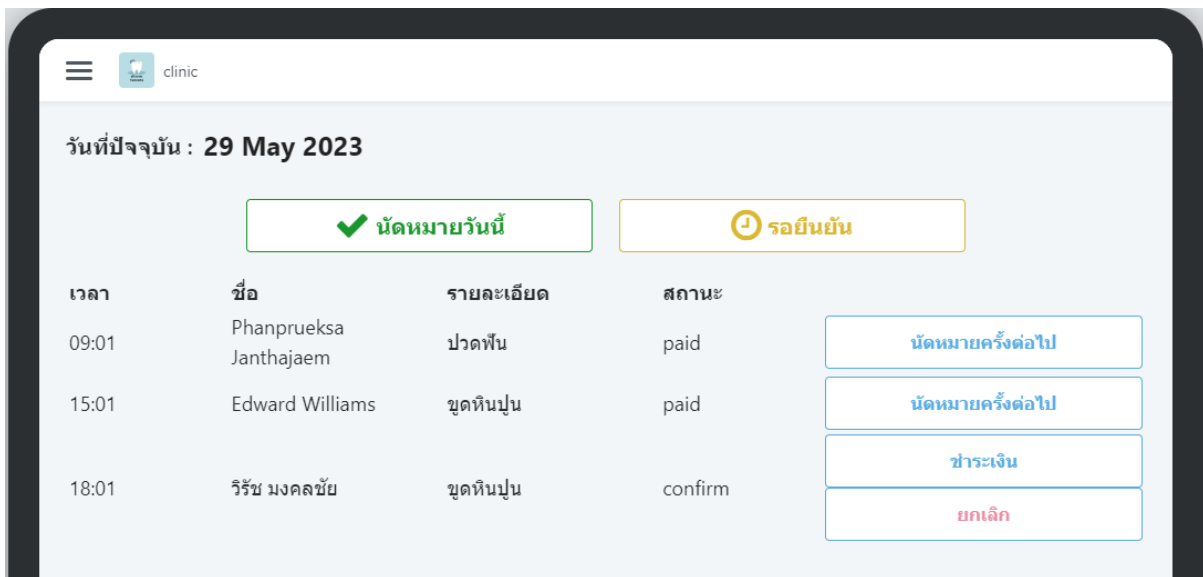 clinic
วันที่ปัจจุบัน : 29 May 2023
นัดหมายวันนี้ รอยืนยัน
เวลา ชื่อ รายละเอียด สถานะ
09:01 Phanprueksa Janthajaem ปวดฟัน paid นัดหมายครั้งต่อไป
15:01 Edward Williams ขูดหินปูน paid นัดหมายครั้งต่อไป
18:01 วิรัช มงคลชัย ขูดหินปูน confirm ชำระเงิน
ยกเลิก